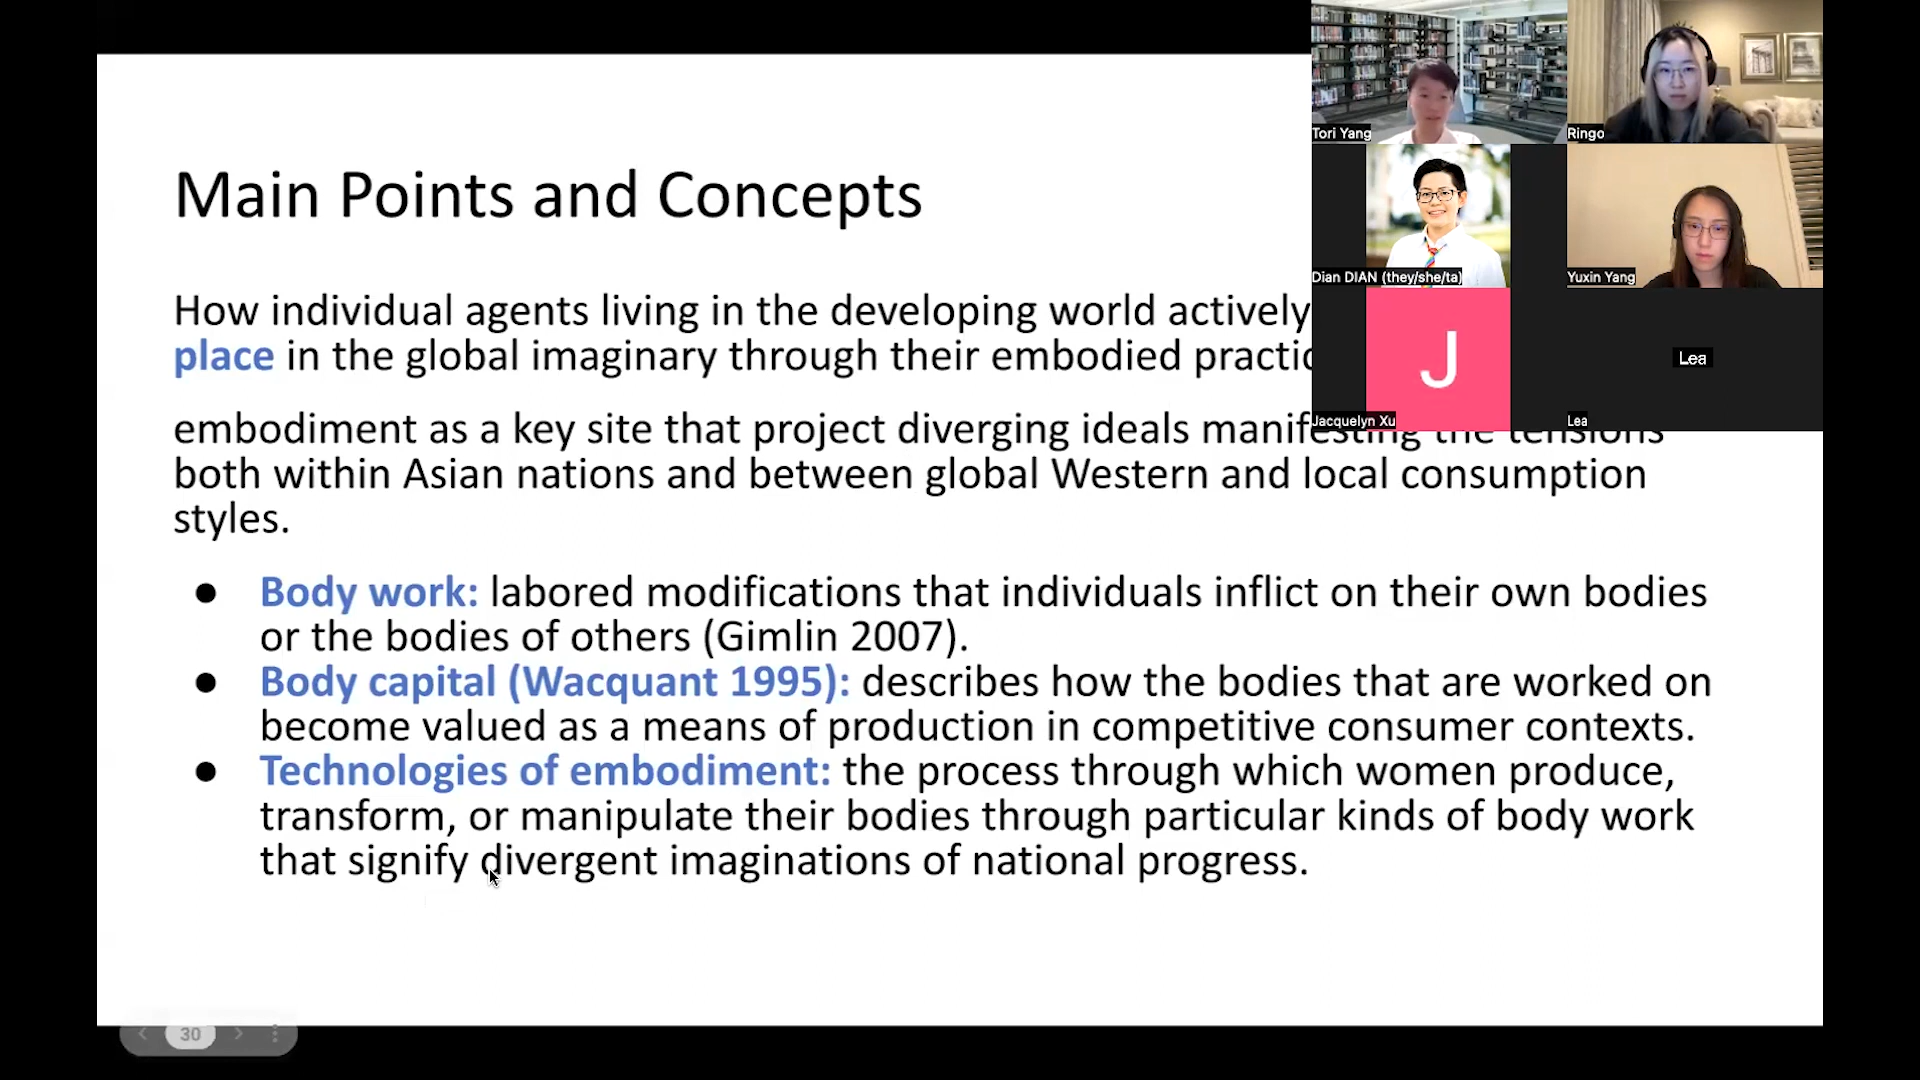 Main Points and Concepts
How individual agents living in the developing world actively
place in the global imaginary through their embodied
embodiment as a key site that project diverging ideals manifesting the tensions
both within Asian nations and between global Western and local consumption
styles.
● Body work: labored modifications that individuals inflict on their own bodies
or the bodies of others (Gimlin 2007).
● Body capital (Wacquant 1995): describes how the bodies that are worked on
become valued as a means of production in competitive consumer contexts.
● Technologies of embodiment: the process through which women produce,
transform, or manipulate their bodies through particular kinds of body work
that signify divergent imaginations of national progress.
Tori Yang
Ringo
Dian DIAN (they/she/ta)
Yuxin Yang
J
Jacquelyn Xu
Lea
Lea
30